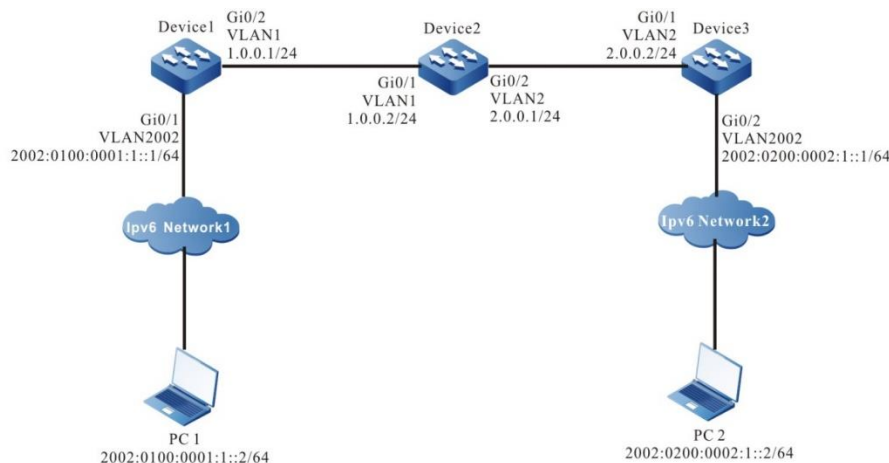 Device1
Gi0/2
VLAN1
1.0.0.1/24
Device2
Gi0/1
VLAN2
2.0.0.2/24
Device3
Gi0/1
VLAN1
1.0.0.2/24
Gi0/2
VLAN2
2.0.0.1/24
Gi0/1
VLAN2002
2002:0100:0001:1::1/64
Gi0/2
VLAN2002
2002:0200:0002:1::1/64
Ipv6 Network1
Ipv6 Network2
PC 1
2002:0100:0001:1::2/64
PC 2
2002:0200:0002:1::2/64